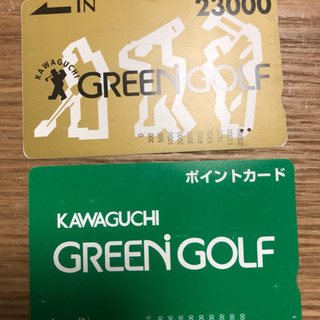 IN
23000
KAWAGUCHI
GREEN GOLF
ポイントカード
KAWAGUCHI
GREEN GOLF